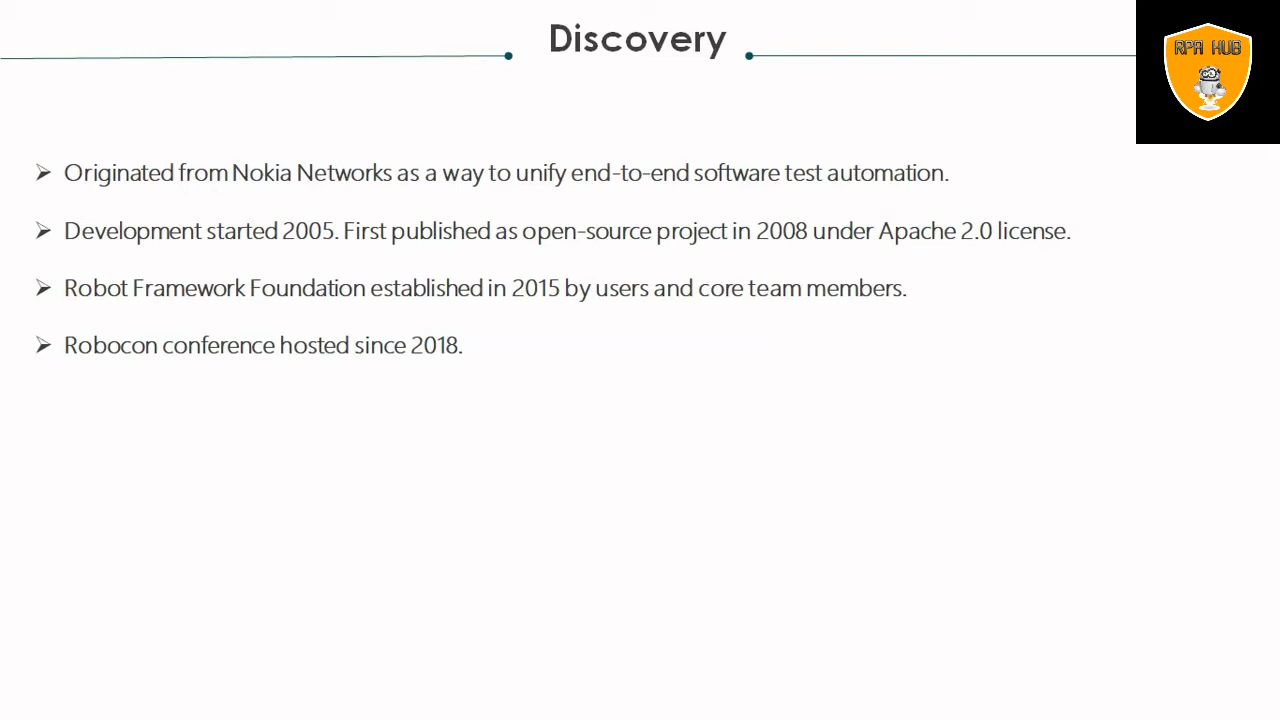 Discovery
RPA HUB
Originated from Nokia Networks as a way to unify end-to-end software test automation.
Development started 2005. First published as open-source project in 2008 under Apache 2.0 license.
Robot Framework Foundation established in 2015 by users and core team members.
Robocon conference hosted since 2018.